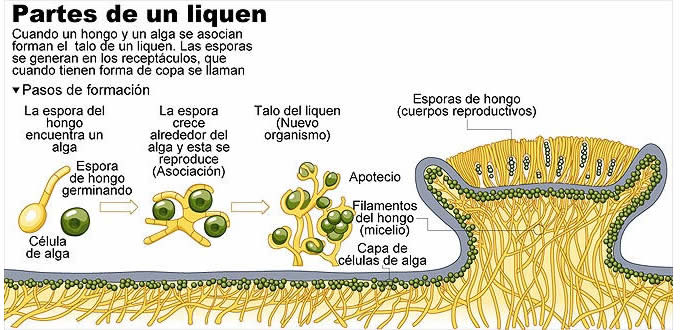 Partes de un liquen
Cuando un hongo y un alga se asocian
forman el talo de un liquen. Las esporas
se generan en los receptáculos, que
cuando tienen forma de copa se llaman
▼Pasos de formación
La espora del
hongo
encuentra un
alga
Espora
de hongo
germinando
Célula
de alga
La espora
crece
alrededor del
alga y esta se
reproduce
(Asociación)
Talo del liquen
(Nuevo
organismo)
Esporas de hongo
(cuerpos reproductivos)
Apotecio
Filamentos
del hongo
(micelio)
Capa de
células de alga